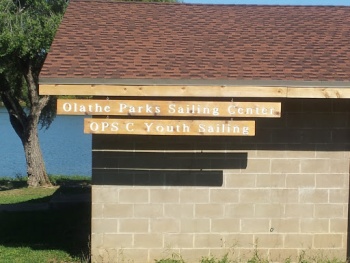 Olathe Parks Sailing Center
OPS C Youth Sailing